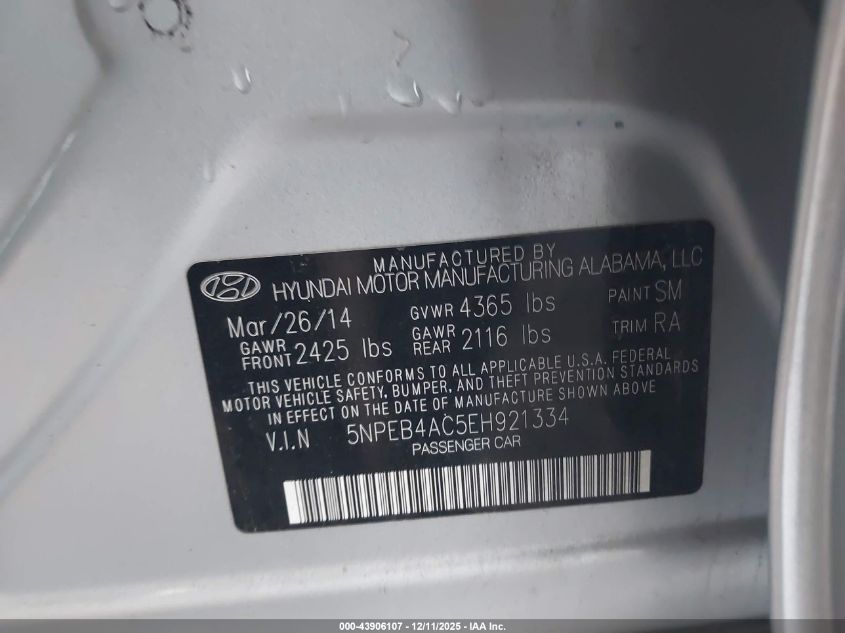 MANUFACTURED BY
HYUNDAI MOTOR MANUFACTURING ALABAMA, LLC
Mar/26/14 GVWR 4365 lbs PAINT SM
GAWR FRONT 2425 lbs GAWR REAR 2116 lbs TRIM RA
THIS VEHICLE CONFORMS TO ALL APPLICABLE U.S.A. FEDERAL
MOTOR VEHICLE SAFETY, BUMPER, AND THEFT PREVENTION STANDARDS
IN EFFECT ON THE DATE OF MANUFACTURE SHOWN ABOVE
V.I.N 5NPEB4AC5EH921334
PASSENGER CAR
000-43906107 - 12/11/2025 - IAA Inc.